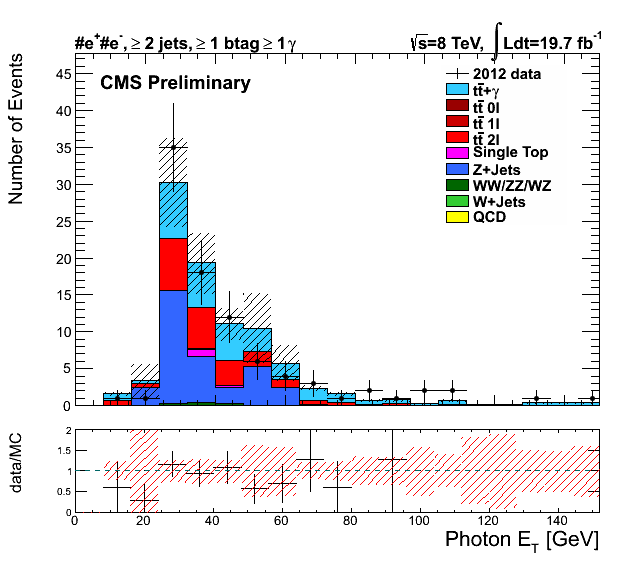 #e⁺#e⁻, ≥ 2 jets, ≥ 1 btag ≥ 1 γ
√s=8 TeV, ∫ Ldt=19.7 fb⁻¹
CMS Preliminary
Number of Events
45
40
35
30
25
20
15
10
5
0
2012 data
tt̄+γ
tt̄ 0l
tt̄ 1l
tt̄ 2l
Single Top
Z+Jets
WW/ZZ/WZ
W+Jets
QCD
data/MC
2
1.5
1
0.5
0
0 20 40 60 80 100 120 140
Photon E_T [GeV]